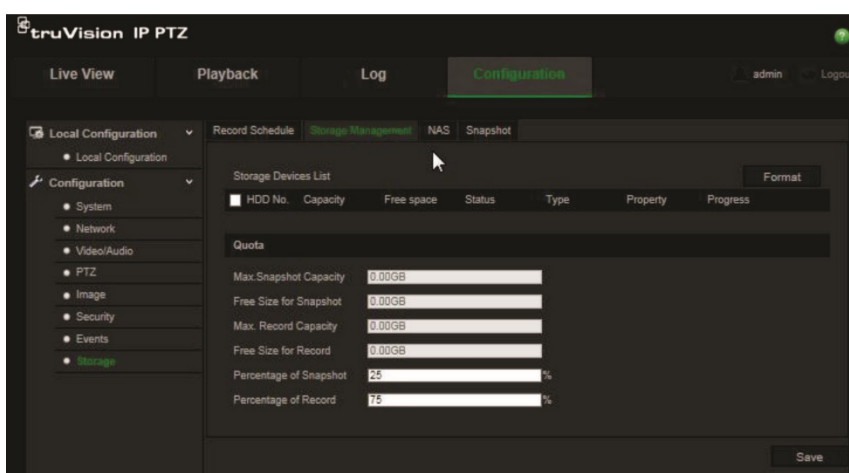 truVision IP PTZ
?
Live View Playback Log Configuration admin Logou
Local Configuration Record Schedule Storage Management NAS Snapshot
Local Configuration
Configuration
System
Network
Video/Audio
PTZ
Image
Security
Events
Storage
Storage Devices List Format
HDD No. Capacity Free space Status Type Property Progress
Quota
Max.Snapshot Capacity 0.00GB
Free Size for Snapshot 0.00GB
Max. Record Capacity 0.00GB
Free Size for Record 0.00GB
Percentage of Snapshot 25 %
Percentage of Record 75 %
Save